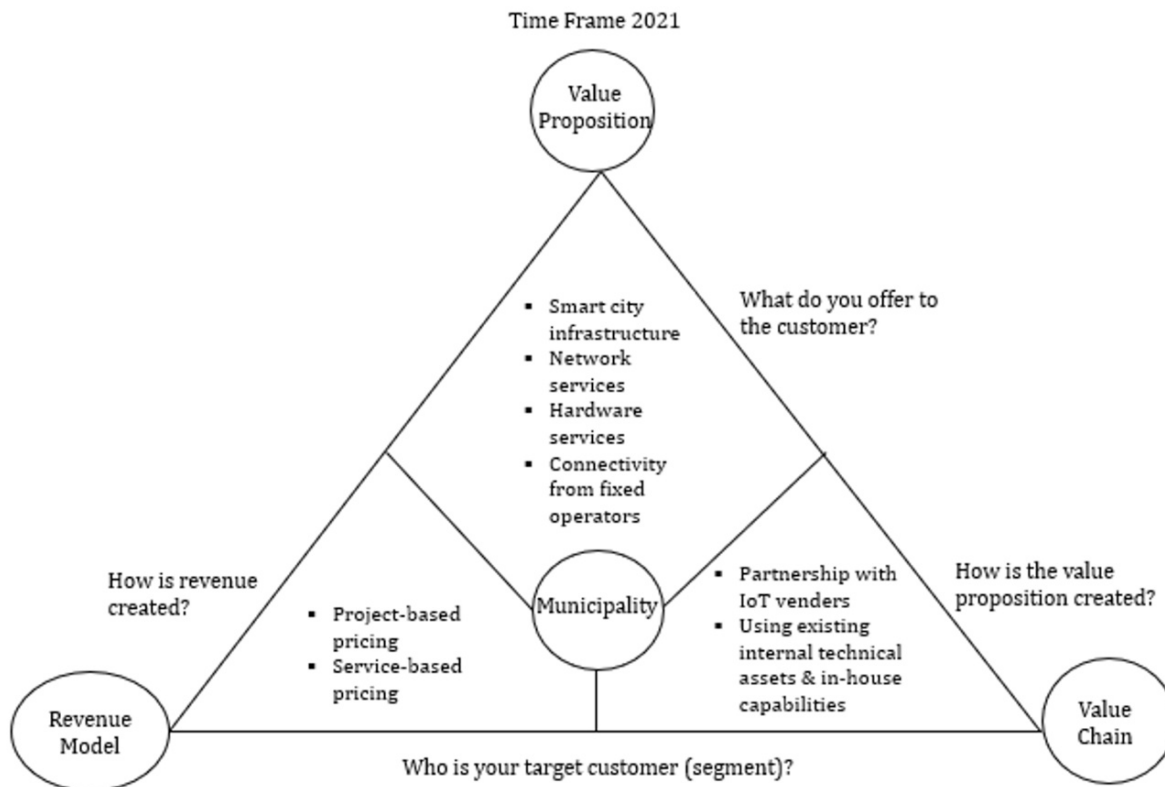 Time Frame 2021
Value
Proposition
What do you offer to
the customer?
▪ Smart city
infrastructure
▪ Network
services
▪ Hardware
services
▪ Connectivity
from fixed
operators
How is revenue
created?
▪ Project-based
pricing
▪ Service-based
pricing
Municipality
▪ Partnership with
IoT venders
▪ Using existing
internal technical
assets & in-house
capabilities
How is the value
proposition created?
Revenue
Model
Value
Chain
Who is your target customer (segment)?